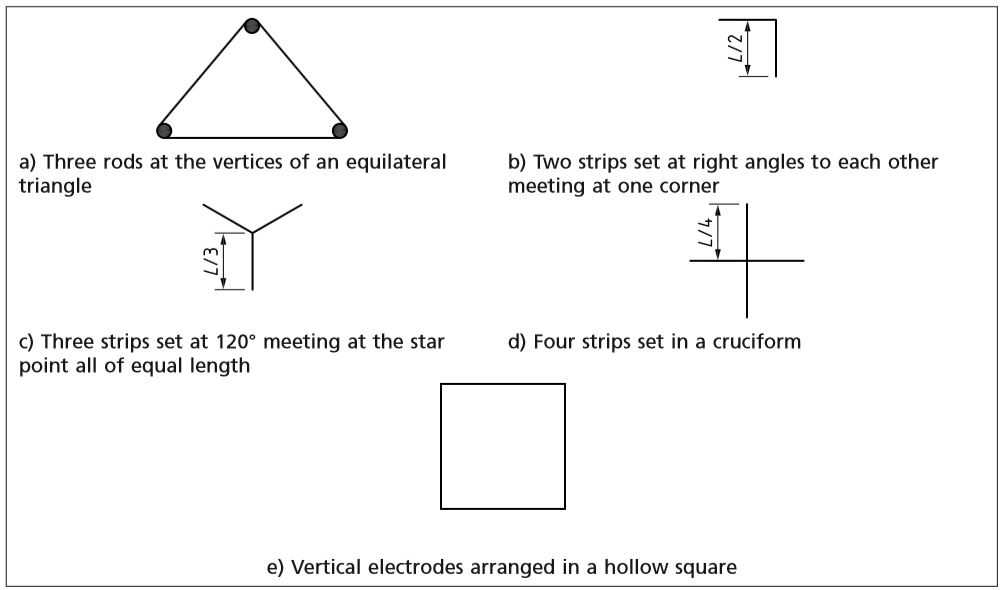 L/2
a) Three rods at the vertices of an equilateral
triangle
b) Two strips set at right angles to each other
meeting at one corner
L/3
L/4
c) Three strips set at 120° meeting at the star
point all of equal length
d) Four strips set in a cruciform
e) Vertical electrodes arranged in a hollow square